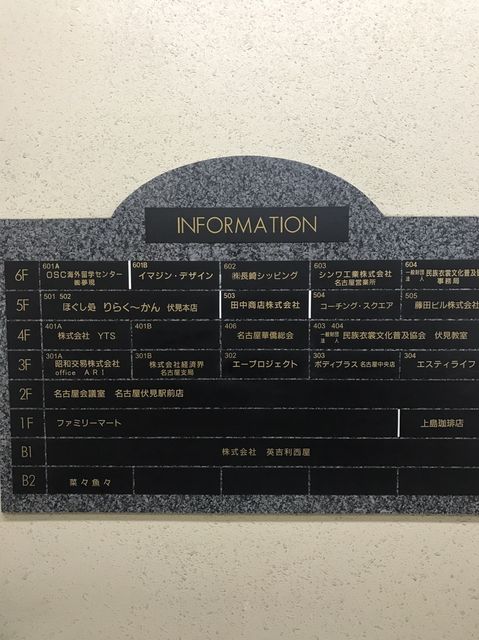 INFORMATION
6F 601A OSC海外留学センター ㈱夢現 601B イマジン・デザイン 602 ㈲長崎シッピング 603 シンワ工業株式会社 名古屋営業所 604 一般財団法人 民族衣裳文化普及協 事務局
5F 501 502 ほぐし処 りらく〜かん 伏見本店 503 田中商店株式会社 504 コーチング・スクエア 505 藤田ビル株式会社
4F 401A 株式会社 YTS 401B 406 名古屋華僑総会 403 404 一般財団法人 民族衣裳文化普及協会 伏見教室
3F 301A 昭和交易株式会社 office ARI 301B 株式会社経済界 名古屋支局 302 エープロジェクト 303 ボディプラス 名古屋中央店 304 エスティライフ
2F 名古屋会議室 名古屋伏見駅前店
1F ファミリーマート 上島珈琲店
B1 株式会社 英吉利西屋
B2 菜々魚々